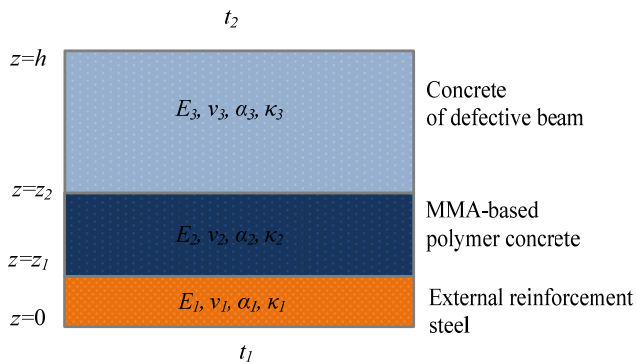 t₂
z=h
E₃, ν₃, α₃, κ₃
Concrete
of defective beam
z=z₂
E₂, ν₂, α₂, κ₂
MMA-based
polymer concrete
z=z₁
E₁, ν₁, α₁, κ₁
External reinforcement
steel
z=0
t₁